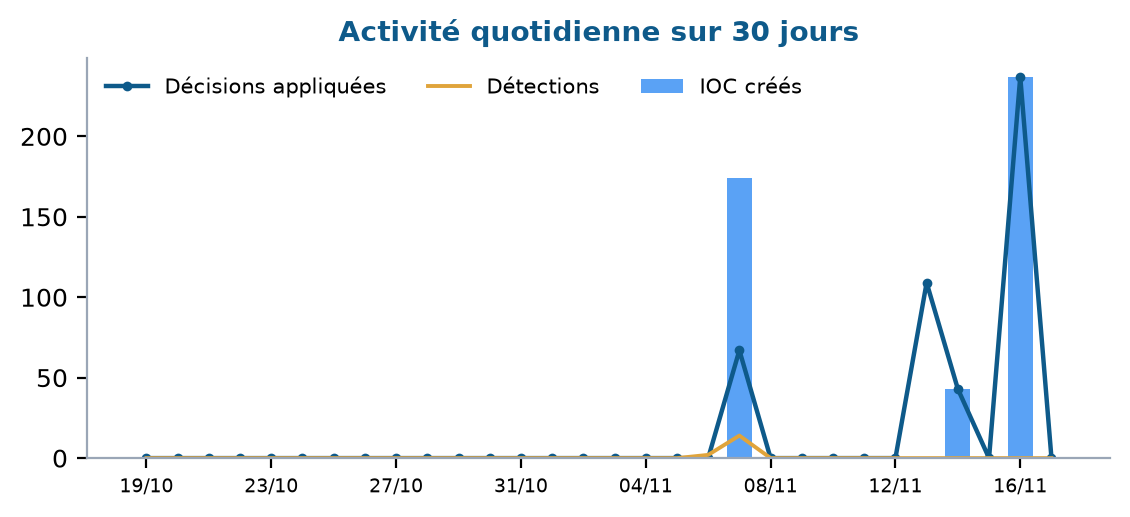 Activité quotidienne sur 30 jours
Décisions appliquées Détections IOC créés
200
150
100
50
0
19/10 23/10 27/10 31/10 04/11 08/11 12/11 16/11